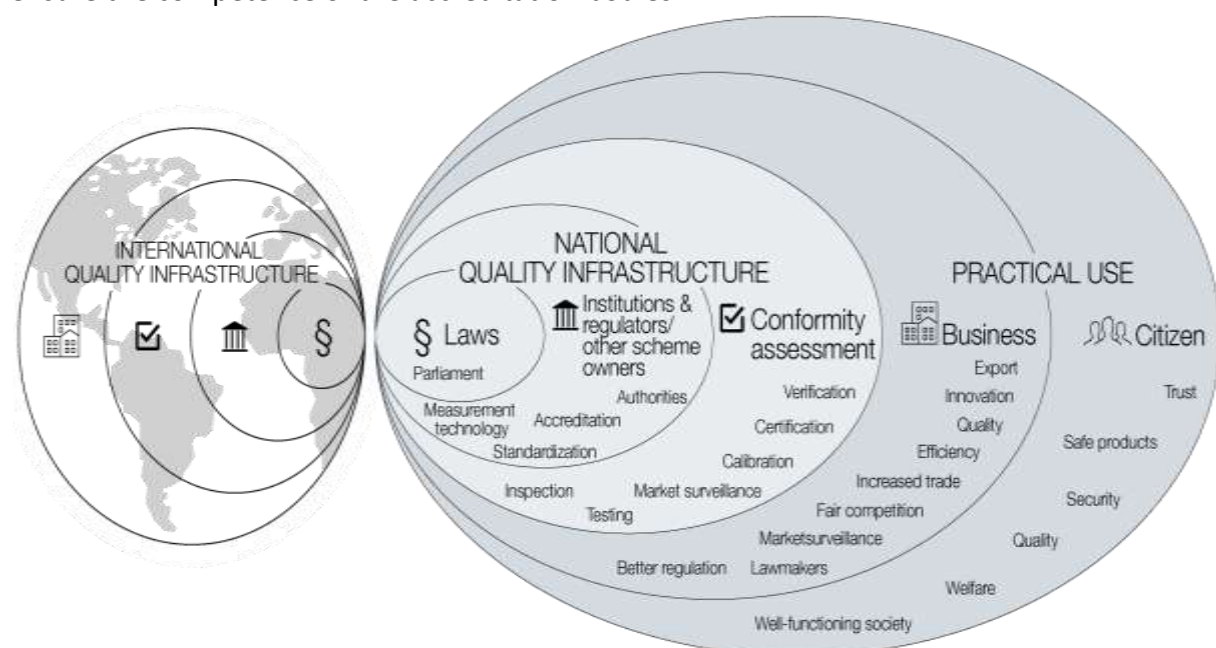 INTERNATIONAL
QUALITY INFRASTRUCTURE
§
NATIONAL
QUALITY INFRASTRUCTURE
§ Laws
Parliament
Institutions &
regulators/
other scheme
owners
Authorities
Measurement
technology
Accreditation
Standardization
Conformity
assessment
Verification
Certification
Calibration
Inspection
Market surveillance
Testing
PRACTICAL USE
Business
Export
Innovation
Quality
Efficiency
Increased trade
Fair competition
Marketsurveillance
Better regulation
Lawmakers
Citizen
Trust
Safe products
Security
Quality
Welfare
Well-functioning society